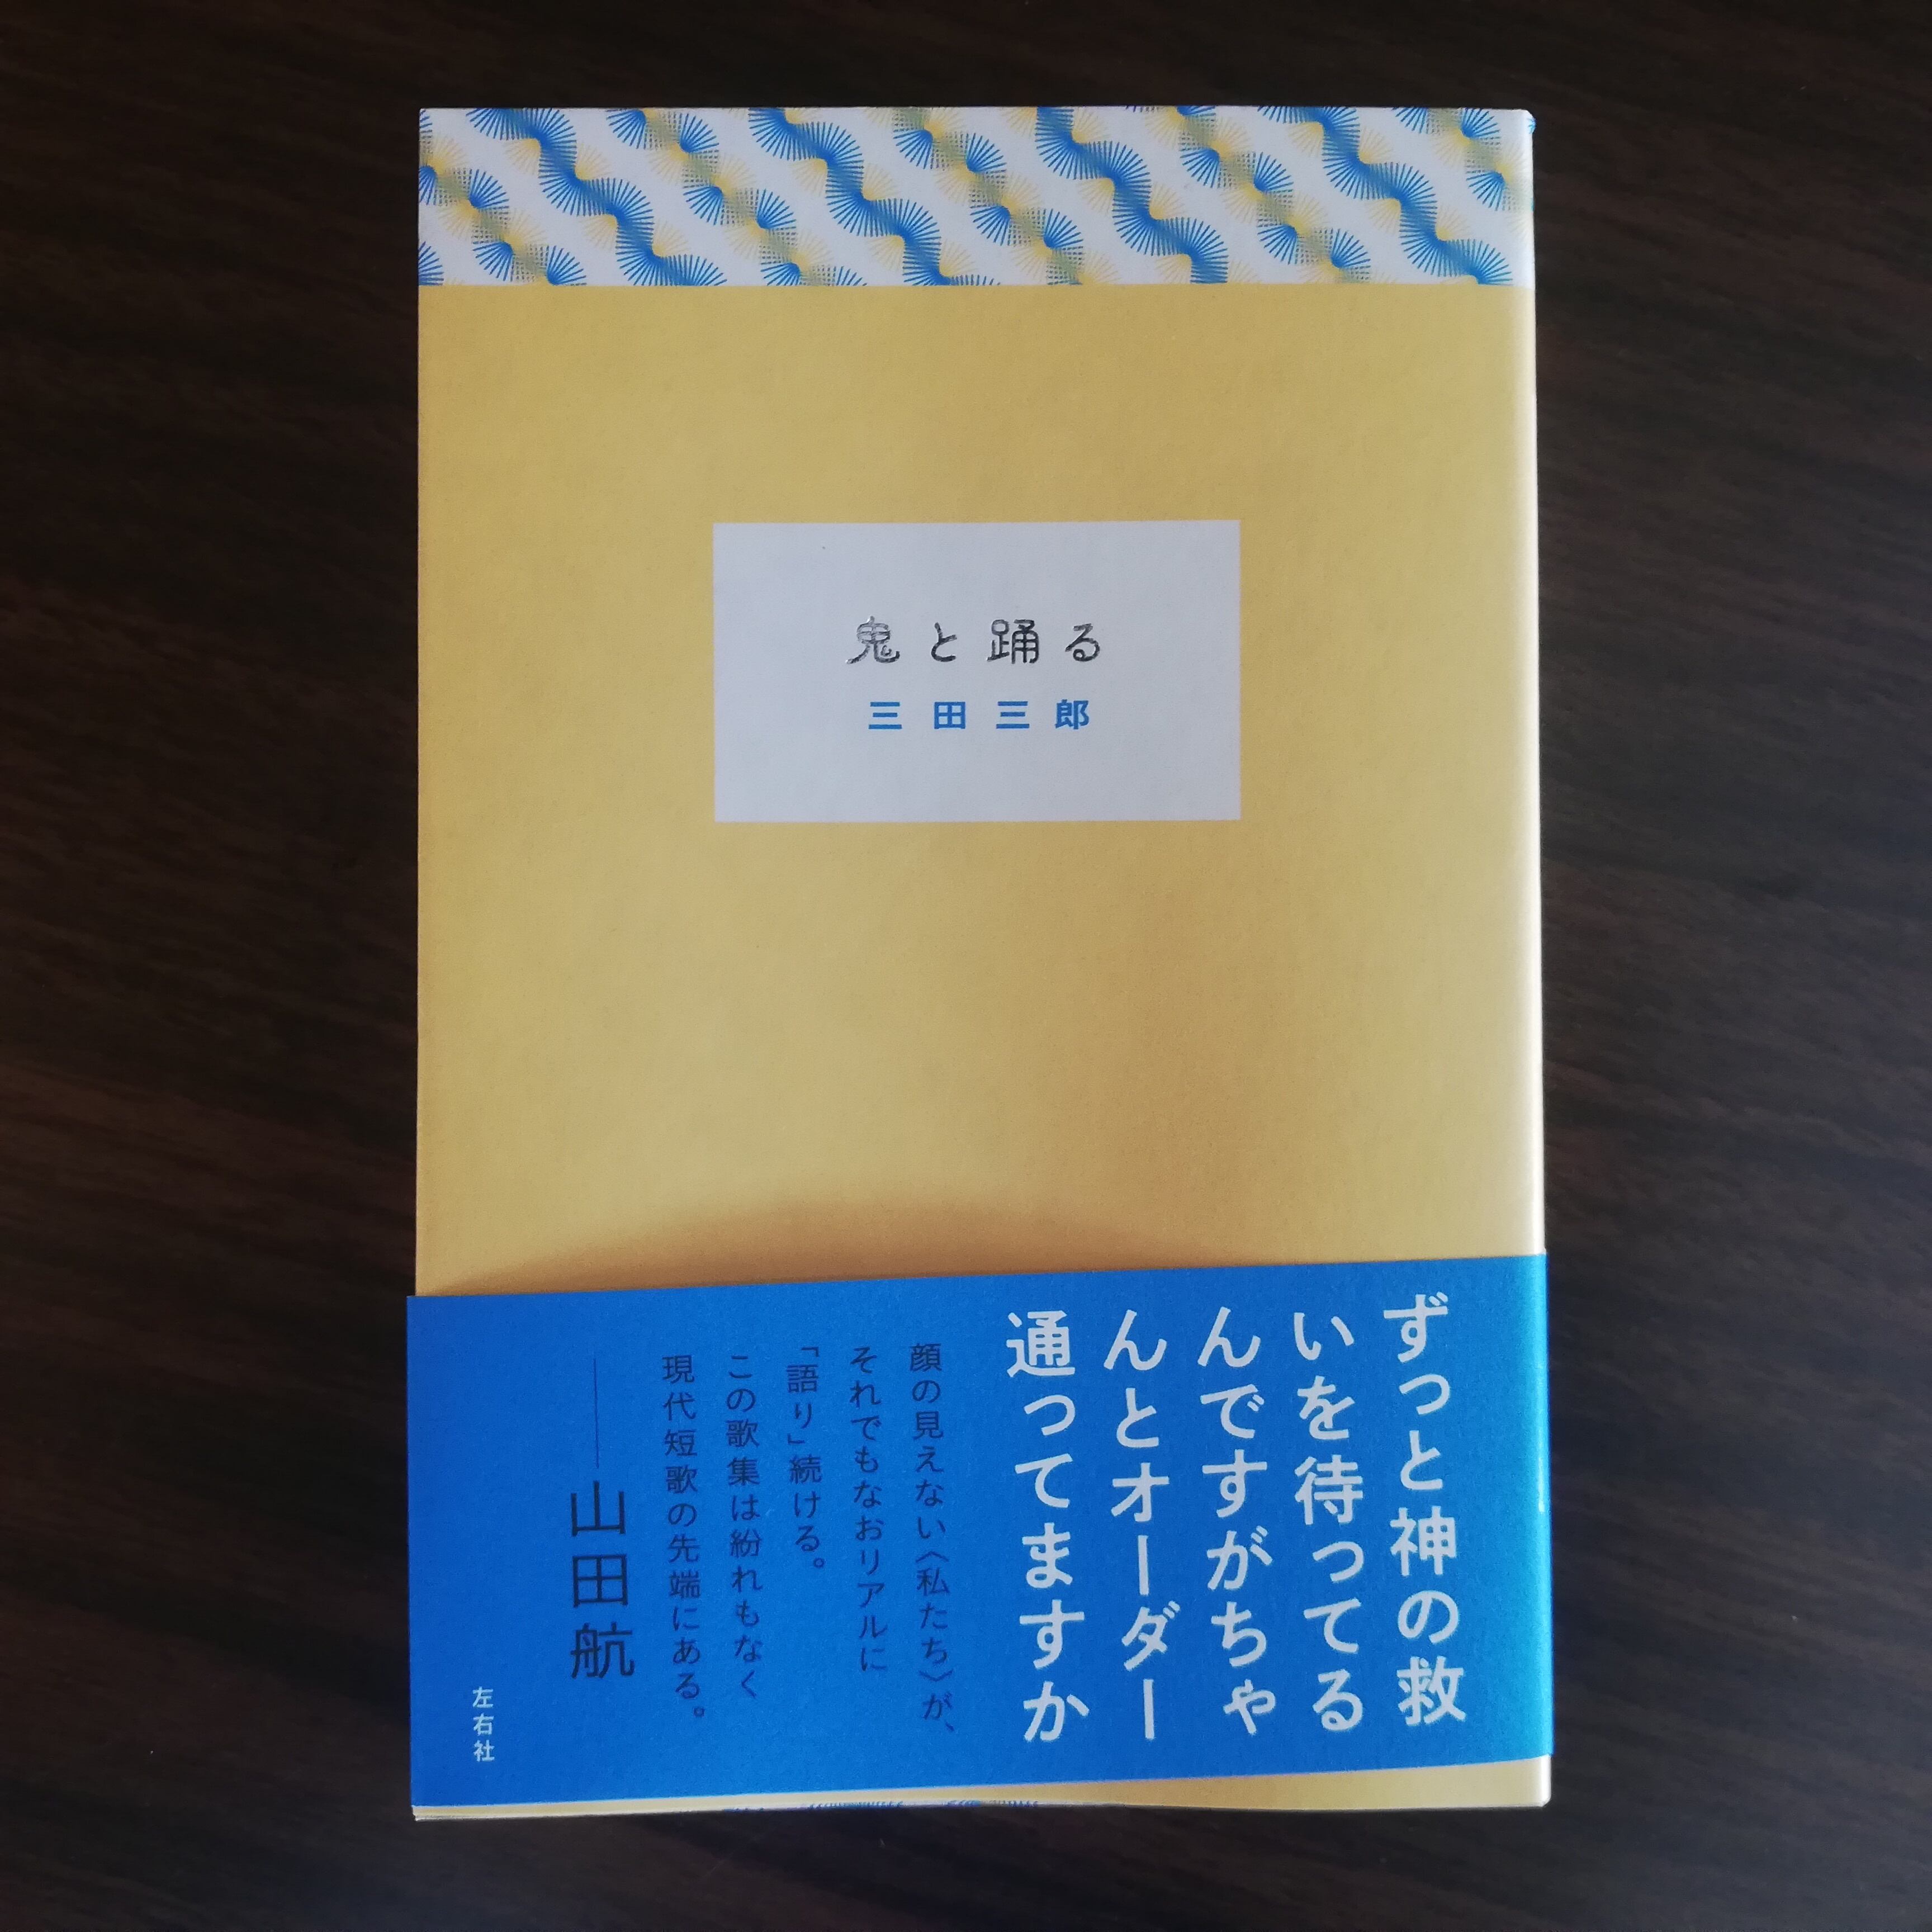 鬼と踊る
三田三郎
ずっと神の救
いを待ってる
んですがちゃ
んとオーダー
通ってますか
顔の見えない〈私たち〉が、
それでもなおリアルに
「語り」続ける。
この歌集は紛れもなく
現代短歌の先端にある。
——山田航
左右社